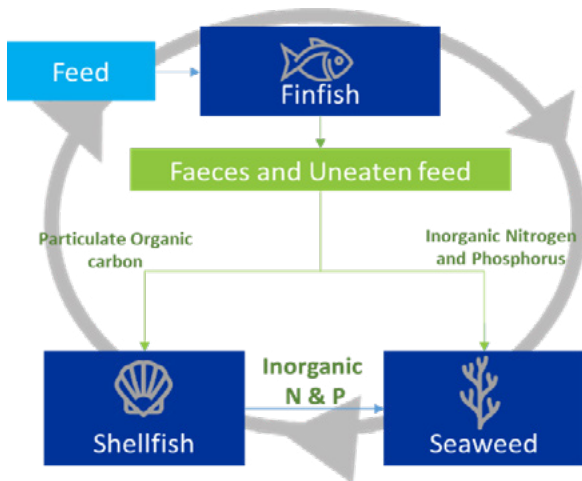 Feed
Finfish
Faeces and Uneaten feed
Particulate Organic
carbon
Inorganic Nitrogen
and Phosphorus
Inorganic
N & P
Shellfish
Seaweed